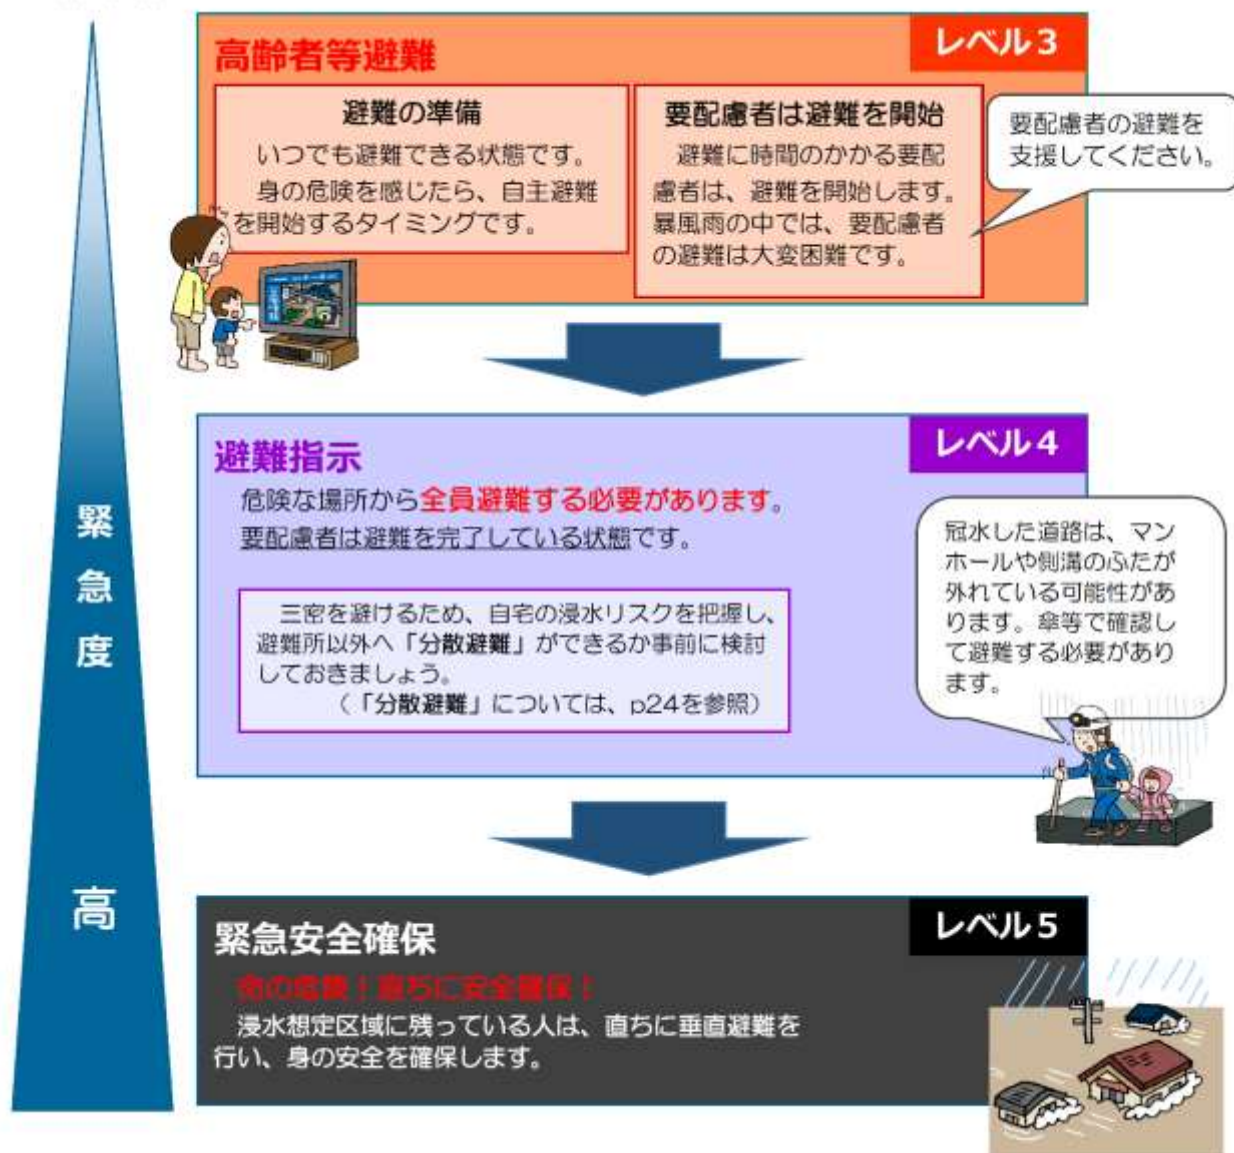 高齢者等避難
レベル3
避難の準備
いつでも避難できる状態です。
身の危険を感じたら、自主避難
を開始するタイミングです。
要配慮者は避難を開始
避難に時間のかかる要配
慮者は、避難を開始します。
暴風雨の中では、要配慮者
の避難は大変困難です。
要配慮者の避難を
支援してください。
避難指示
レベル4
危険な場所から全員避難する必要があります。
要配慮者は避難を完了している状態です。
三密を避けるため、自宅の浸水リスクを把握し、
避難所以外へ「分散避難」ができるか事前に検討
しておきましょう。
(「分散避難」については、p24を参照)
冠水した道路は、マン
ホールや側溝のふたが
外れている可能性があ
ります。傘等で確認し
て避難する必要があり
ます。
緊急安全確保
レベル5
命の危険！直ちに安全確保！
浸水想定区域に残っている人は、直ちに垂直避難を
行い、身の安全を確保します。
緊急度
高